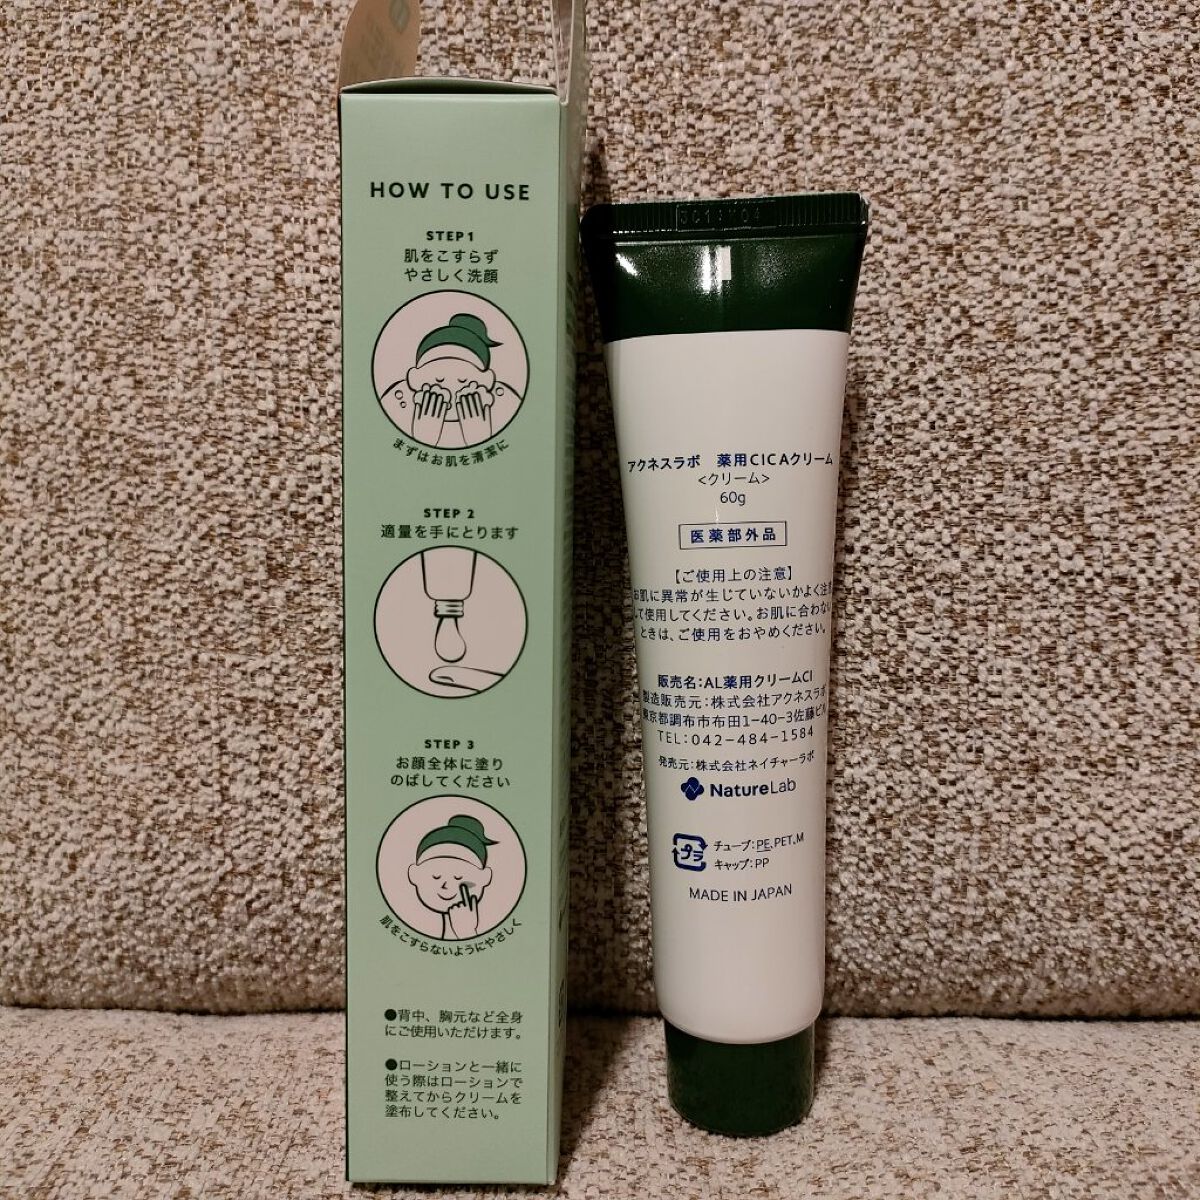 HOW TO USE
STEP 1
肌をこすらず
やさしく洗顔
まずはお肌を清潔に
STEP 2
適量を手にとります
STEP 3
お顔全体に塗り
のばしてください
肌をこすらないようにやさしく
●背中、胸元など全身
にご使用いただけます。
●ローションと一緒に
使う際はローションで
整えてからクリームを
塗布してください。
アクネスラボ 薬用CICAクリーム
<クリーム>
60g
医薬部外品
【ご使用上の注意】
お肌に異常が生じていないかよく注意
して使用してください。お肌に合わない
ときは、ご使用をおやめください。
販売名:AL薬用クリームCI
製造販売元:株式会社アクネスラボ
東京都調布市布田1-40-3佐藤ビル
TEL:042-484-1584
発売元:株式会社ネイチャーラボ
NatureLab
プラ
チューブ:PE、PET、M
キャップ:PP
MADE IN JAPAN